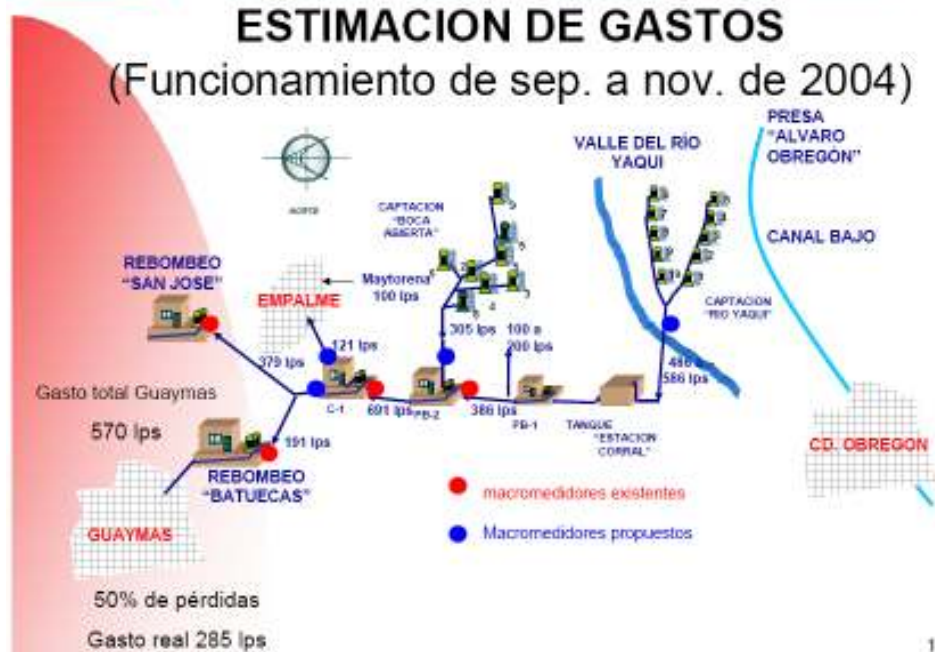 ESTIMACION DE GASTOS
(Funcionamiento de sep. a nov. de 2004)
PRESA
"ALVARO
OBREGÓN"
VALLE DEL RÍO
YAQUI
NORTE
CAPTACION
"BOCA
ABIERTA"
CANAL BAJO
REBOMBEO
"SAN JOSE"
Maytorena
100 lps
EMPALME
CAPTACION
"RIO YAQUI"
305 lps
100 a
200 lps
121 lps
379 lps
486 a
586 lps
Gasto total Guaymas
570 lps
C-1
691 lps
PB-2
386 lps
PB-1
TANQUE
"ESTACION
CORRAL"
191 lps
CD. OBREGON
REBOMBEO
"BATUECAS"
macromedidores existentes
Macromedidores propuestos
GUAYMAS
50% de pérdidas
Gasto real 285 lps
1